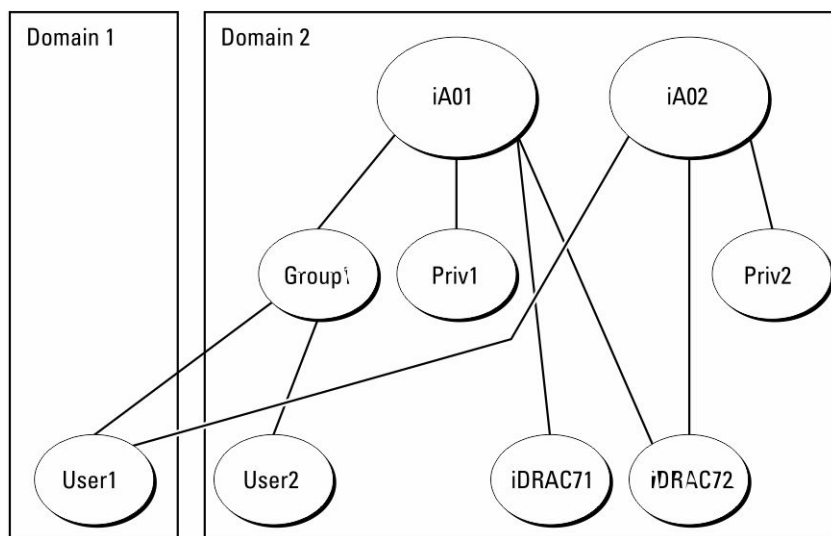 Domain 1
Domain 2
iA01
iA02
Group1
Priv1
Priv2
User1
User2
iDRAC71
iDRAC72